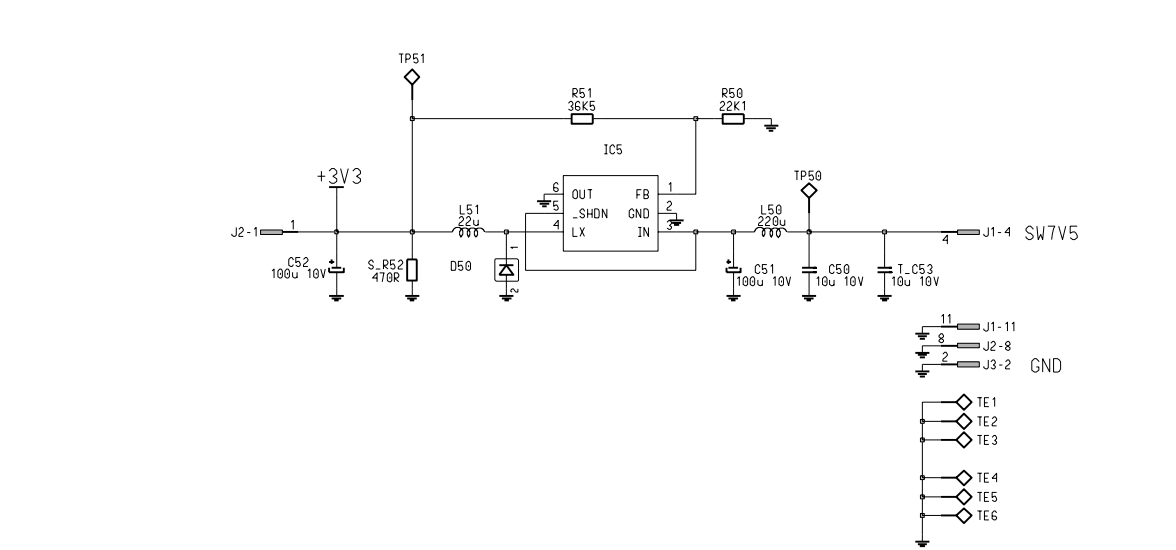 TP51
R51
36K5
R50
22K1
IC5
+3V3
TP50
6 OUT FB 1
5 _SHDN GND 2
4 LX IN 3
L51
22u
L50
220u
J2-1 1
4 J1-4 SW7V5
C52
100u 10V
S_R52
470R
D50
1
2
C51
100u 10V
C50
10u 10V
T_C53
10u 10V
11 J1-11
8 J2-8
2 J3-2 GND
TE1
TE2
TE3
TE4
TE5
TE6